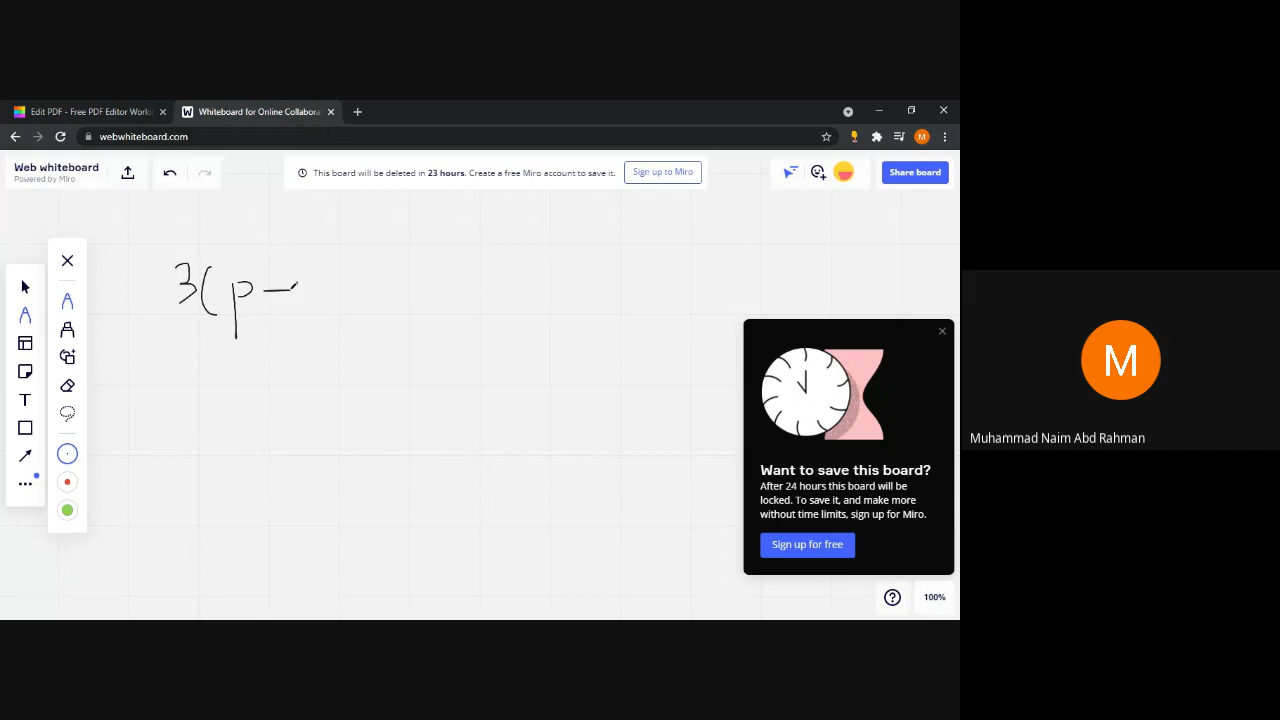 Edit PDF - Free PDF Editor Workin
Whiteboard for Online Collaborat
webwhiteboard.com
M
Web whiteboard
Powered by Miro
This board will be deleted in 23 hours. Create a free Miro account to save it.
Sign up to Miro
Share board
3( p −
T
Want to save this board?
After 24 hours this board will be
locked. To save it, and make more
without time limits, sign up for Miro.
Sign up for free
100%
M
Muhammad Naim Abd Rahman